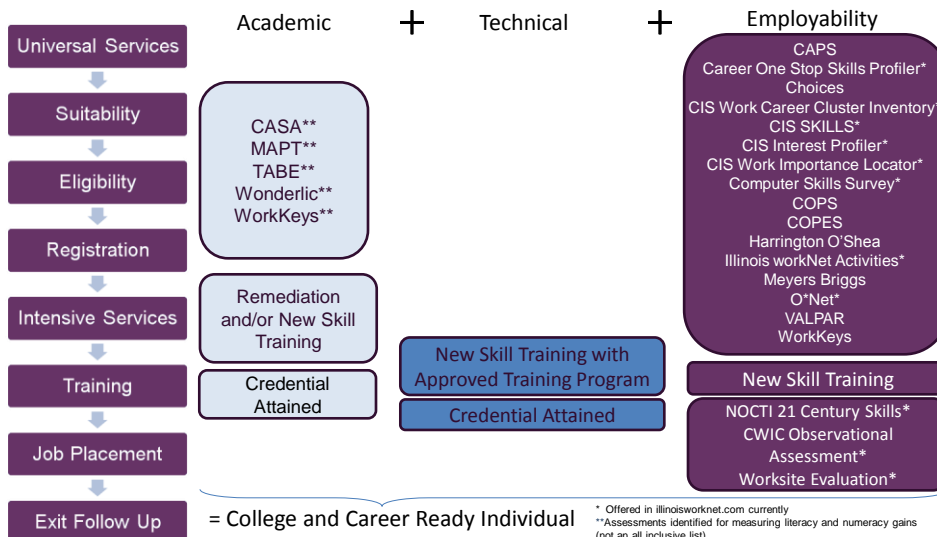 Academic + Technical + Employability
Universal Services
Suitability
Eligibility
Registration
Intensive Services
Training
Job Placement
Exit Follow Up
CASA**
MAPT**
TABE**
Wonderlic**
WorkKeys**
Remediation
and/or New Skill
Training
Credential
Attained
New Skill Training with
Approved Training Program
Credential Attained
CAPS
Career One Stop Skills Profiler*
Choices
CIS Work Career Cluster Inventory*
CIS SKILLS*
CIS Interest Profiler*
CIS Work Importance Locator*
Computer Skills Survey*
COPS
COPES
Harrington O'Shea
Illinois workNet Activities*
Meyers Briggs
O*Net*
VALPAR
WorkKeys
New Skill Training
NOCTI 21 Century Skills*
CWIC Observational
Assessment*
Worksite Evaluation*
= College and Career Ready Individual
* Offered in illinoisworknet.com currently
**Assessments identified for measuring literacy and numeracy gains
(not an all inclusive list)